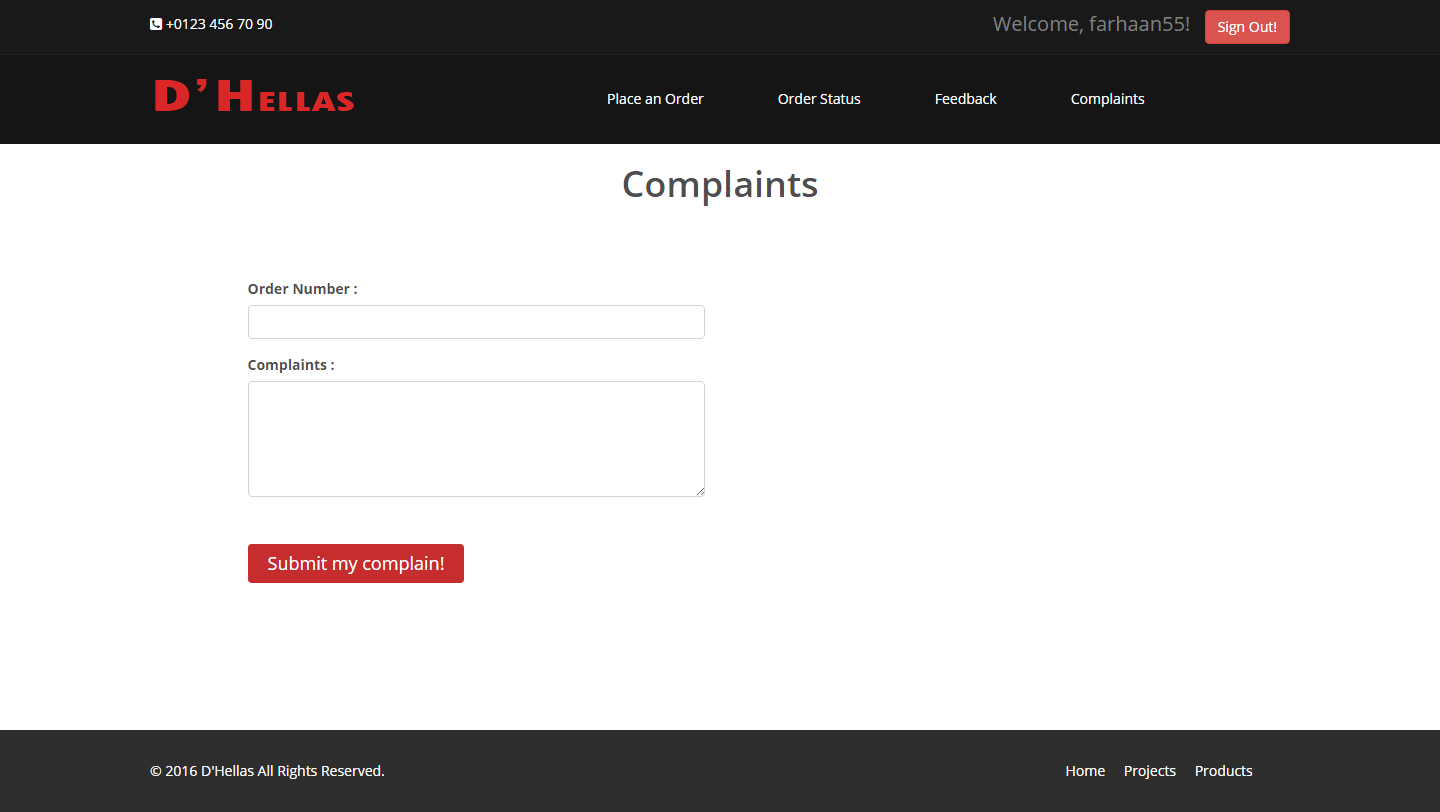 +0123 456 70 90
Welcome, farhaan55!
Sign Out!
D'HELLAS
Place an Order
Order Status
Feedback
Complaints
Complaints
Order Number :
Complaints :
Submit my complain!
© 2016 D'Hellas All Rights Reserved.
Home
Projects
Products